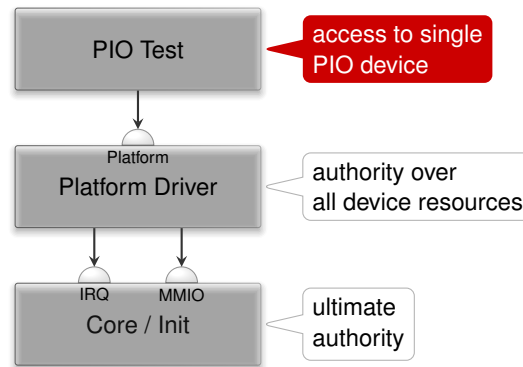 PIO Test
access to single
PIO device
Platform
Platform Driver
authority over
all device resources
IRQ
MMIO
Core / Init
ultimate
authority